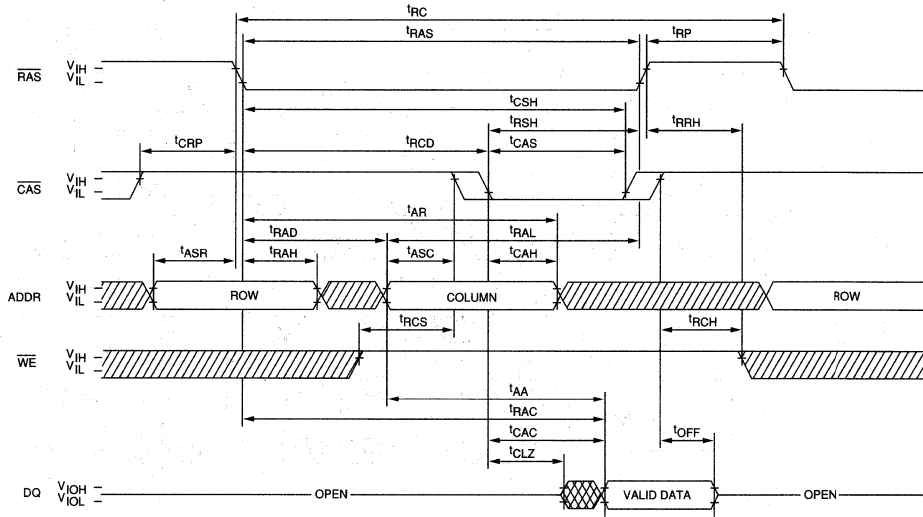 tRC
tRAS
tRP
RAS
VIH
VIL
tCSH
tRSH
tRRH
tCRP
tRCD
tCAS
CAS
VIH
VIL
tAR
tRAD
tRAL
tASR
tRAH
tASC
tCAH
ADDR
VIH
VIL
ROW
COLUMN
ROW
tRCS
tRCH
WE
VIH
VIL
tAA
tRAC
tCAC
tOFF
tCLZ
DQ
VIOH
VIOL
OPEN
VALID DATA
OPEN